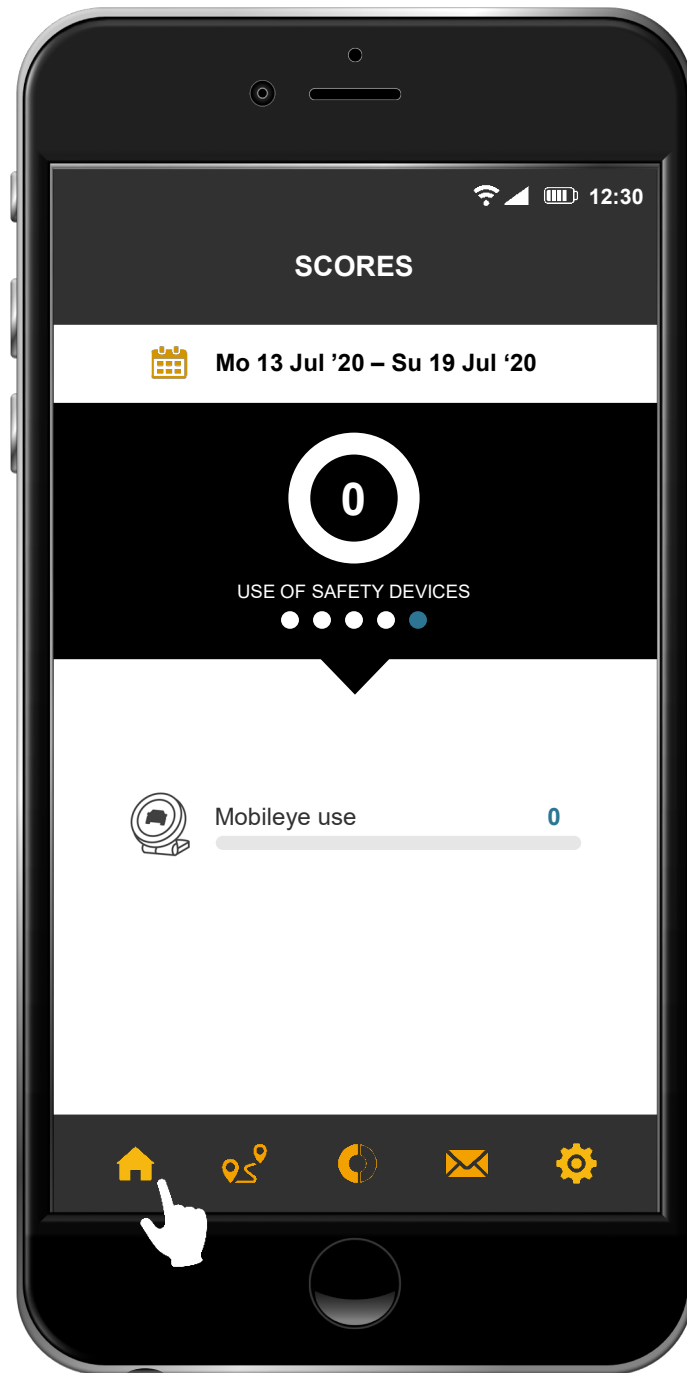 12:30
SCORES
Mo 13 Jul ’20 – Su 19 Jul ‘20
0
USE OF SAFETY DEVICES
Mobileye use 0